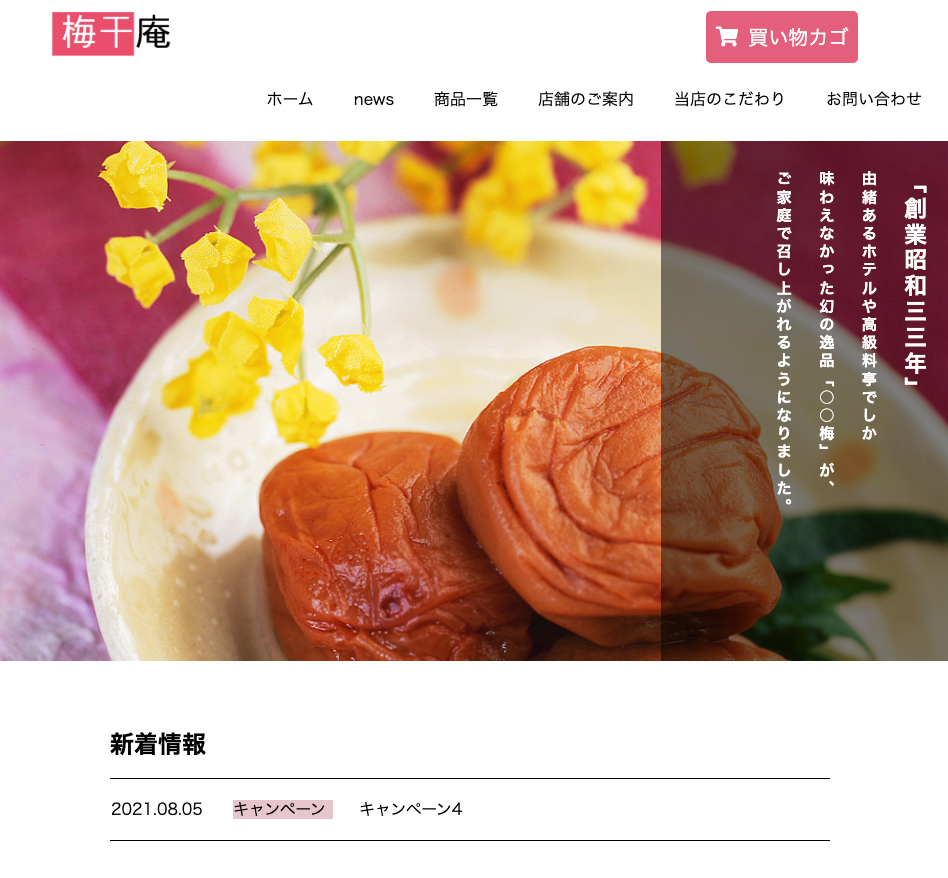 梅干庵
買い物カゴ
ホーム
news
商品一覧
店舗のご案内
当店のこだわり
お問い合わせ
「創業昭和三三年」
由緒あるホテルや高級料亭でしか
味わえなかった幻の逸品「○○梅」が、
ご家庭で召し上がれるようになりました。
新着情報
2021.08.05 キャンペーン キャンペーン4